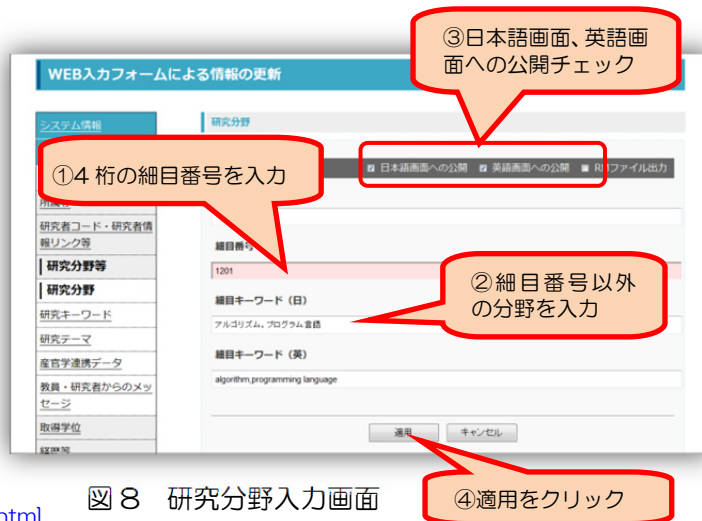 ③日本語画面、英語画
面への公開チェック
WEB入力フォームによる情報の更新
システム情報
研究分野
①4桁の細目番号を入力
日本語画面への公開 英語画面への公開
ファイル出力
研究者コード・研究者情
報リンク等
細目番号
研究分野等
1201
②細目番号以外
の分野を入力
研究分野
細目キーワード（日）
研究キーワード
アルゴリズム，プログラム言語
研究テーマ
細目キーワード（英）
産官学連携データ
algorithm,programming language
教員・研究者からのメッ
セージ
取得学位
適用 キャンセル
図８ 研究分野入力画面
④適用をクリック